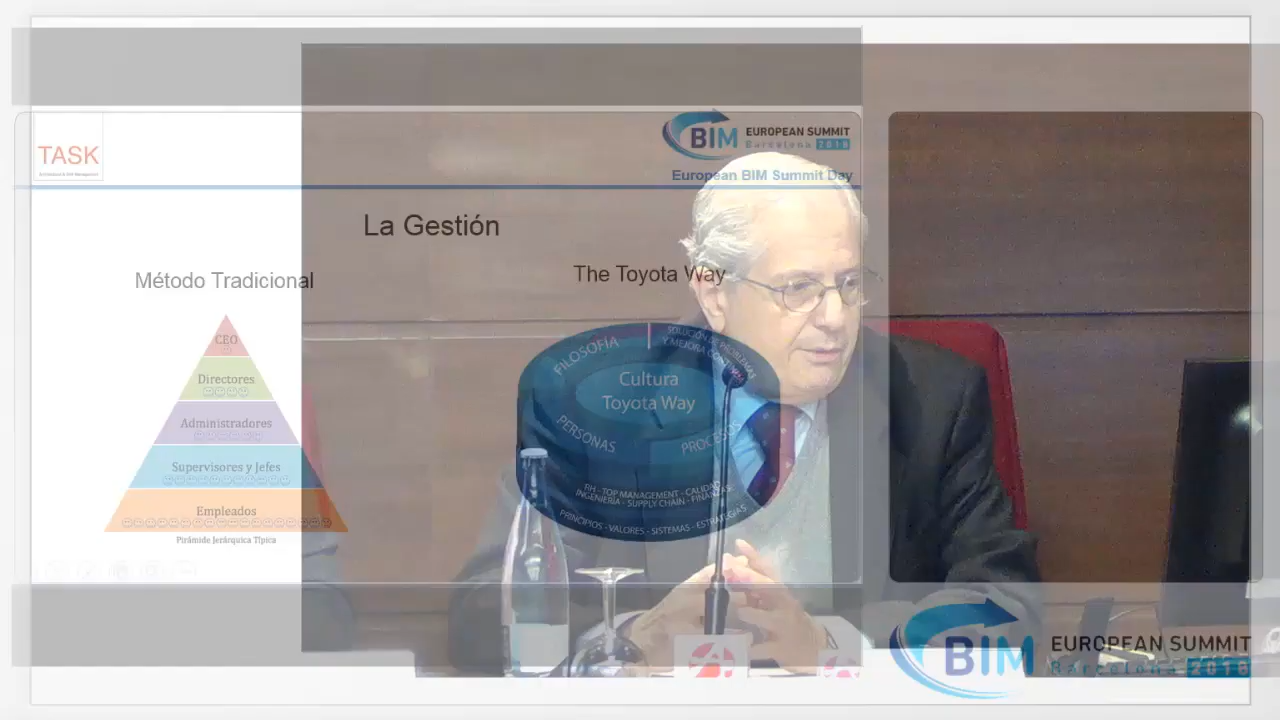 TASK
BIM EUROPEAN SUMMIT
Barcelona 2018
European BIM Summit Day
La Gestión
Método Tradicional
The Toyota Way
CEO
Directores
Administradores
Supervisores y Jefes
Empleados
Pirámide Jerárquica Típica
FILOSOFÍA
SOLUCIÓN DE PROBLEMAS
Y MEJORA CONTINUA
Cultura
Toyota Way
PERSONAS
PROCESOS
RH - TOP MANAGEMENT - CALIDAD
INGENIERÍA - SUPPLY CHAIN - FINANZAS
PRINCIPIOS - VALORES - SISTEMAS - ESTRATEGIAS
BIM EUROPEAN SUMMIT
Barcelona 2018